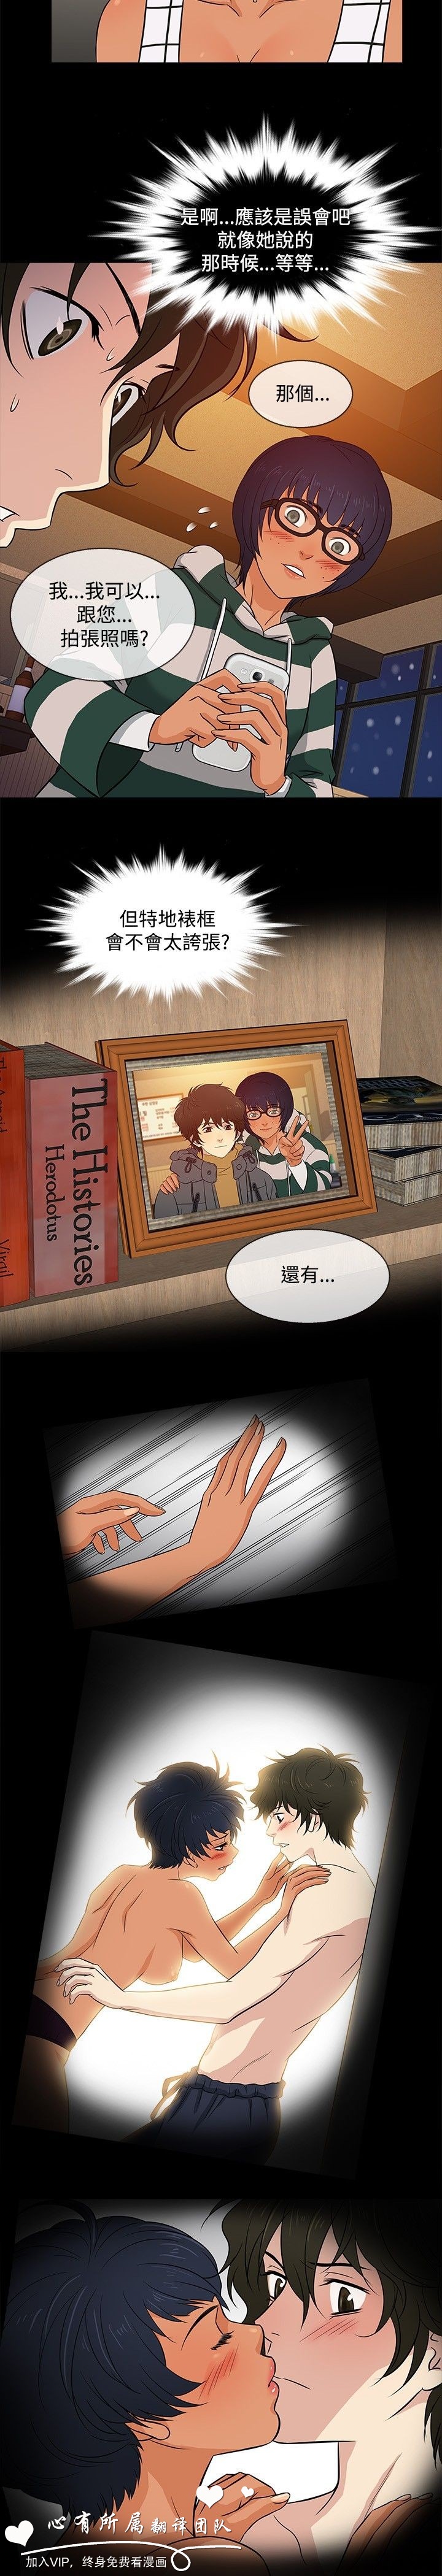 是啊...應該是誤會吧
就像她說的
那時候...等等...
那個...
我...我可以...
跟您...
拍張照嗎?
但特地裱框
會不會太誇張?
The Histories
Herodotus
Virgil
還有...
心有所属翻译团队
加入VIP，终身免费看漫画